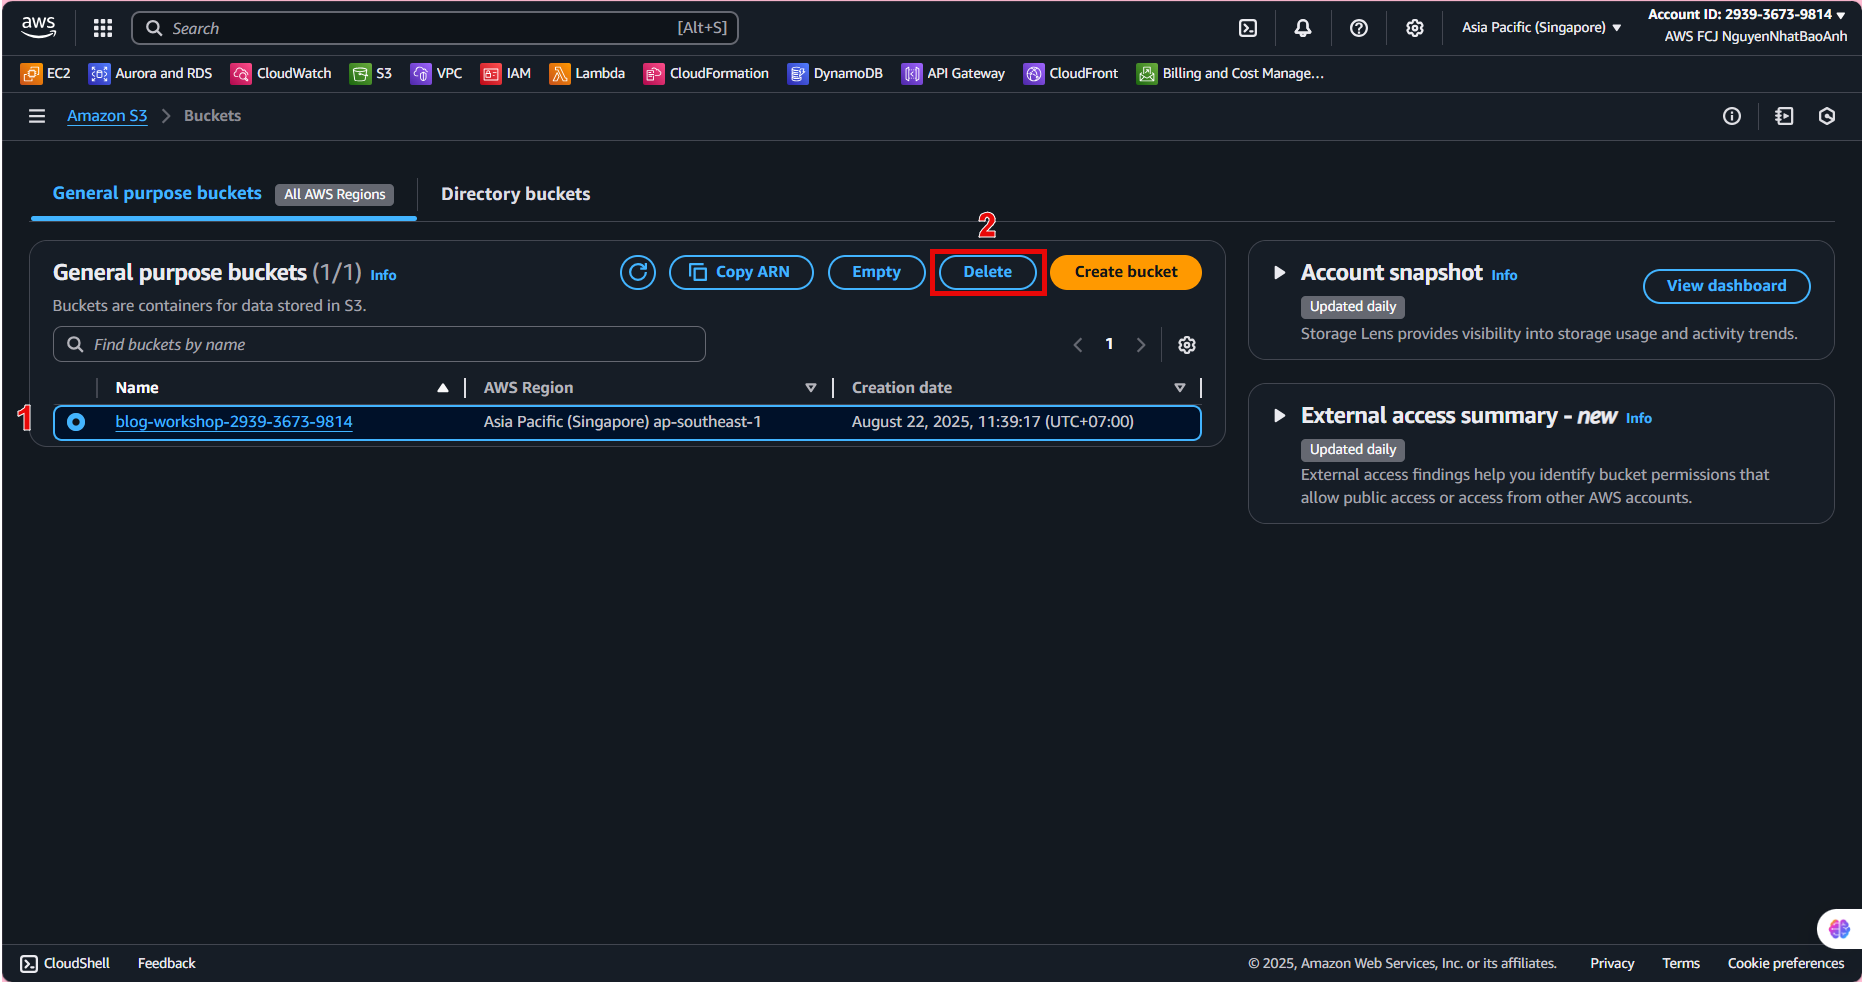 aws
Search [Alt+S]
Asia Pacific (Singapore)
Account ID: 2939-3673-9814
AWS FCJ NguyenNhatBaoAnh
EC2 Aurora and RDS CloudWatch S3 VPC IAM Lambda CloudFormation DynamoDB API Gateway CloudFront Billing and Cost Manage...
Amazon S3 Buckets
General purpose buckets All AWS Regions Directory buckets
2
General purpose buckets (1/1) Info
Copy ARN Empty Delete Create bucket
Buckets are containers for data stored in S3.
Find buckets by name
1
Name AWS Region Creation date
1 blog-workshop-2939-3673-9814 Asia Pacific (Singapore) ap-southeast-1 August 22, 2025, 11:39:17 (UTC+07:00)
Account snapshot Info
View dashboard
Updated daily
Storage Lens provides visibility into storage usage and activity trends.
External access summary - new Info
Updated daily
External access findings help you identify bucket permissions that
allow public access or access from other AWS accounts.
CloudShell Feedback © 2025, Amazon Web Services, Inc. or its affiliates. Privacy Terms Cookie preferences